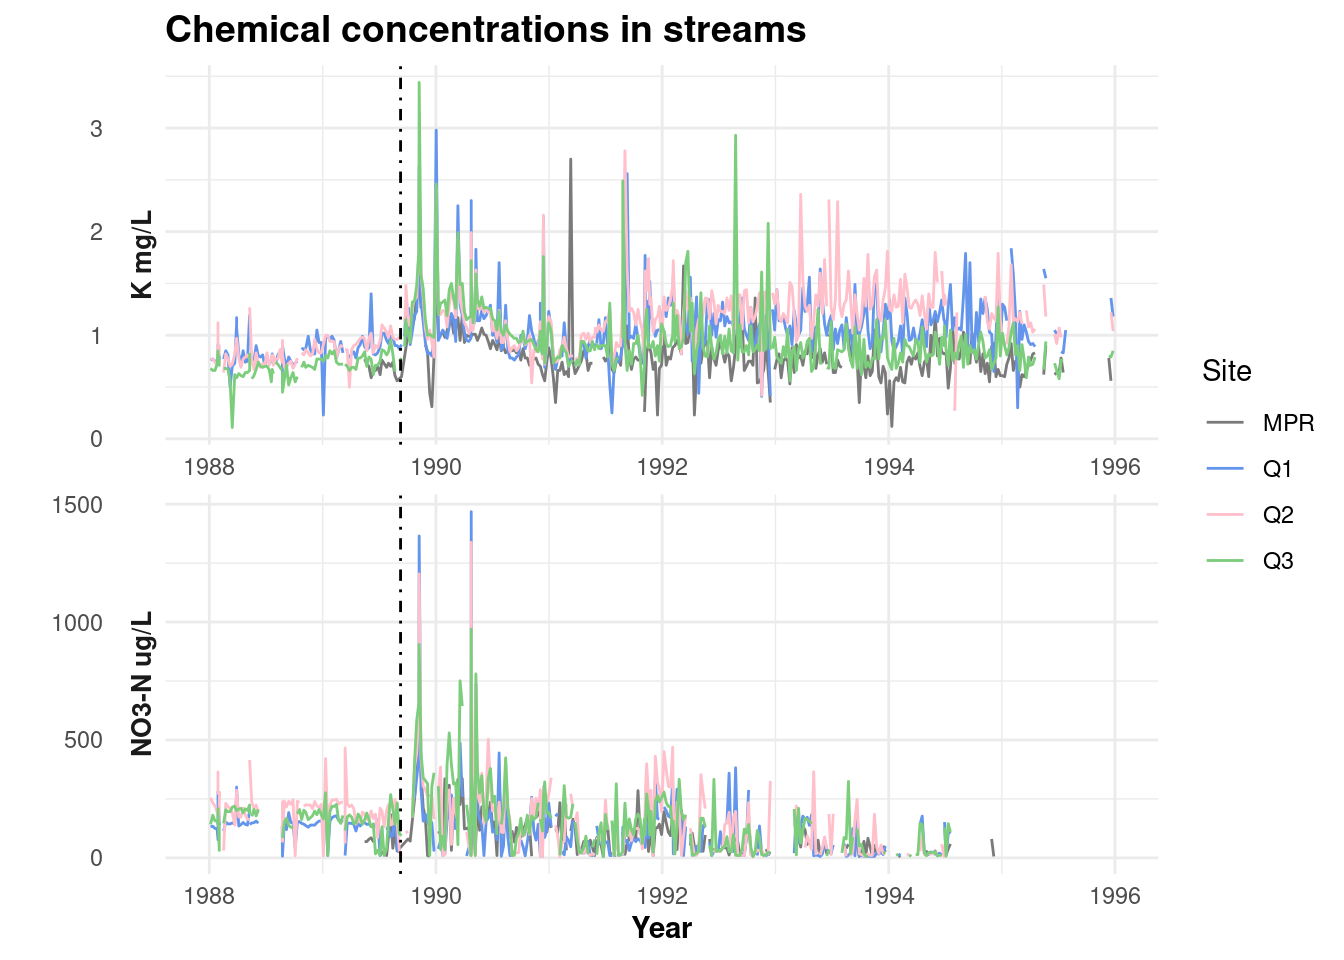 Chemical concentrations in streams
K mg/L
3
2
1
0
1988 1990 1992 1994 1996
NO3-N ug/L
1500
1000
500
0
1988 1990 1992 1994 1996
Year
Site
MPR
Q1
Q2
Q3